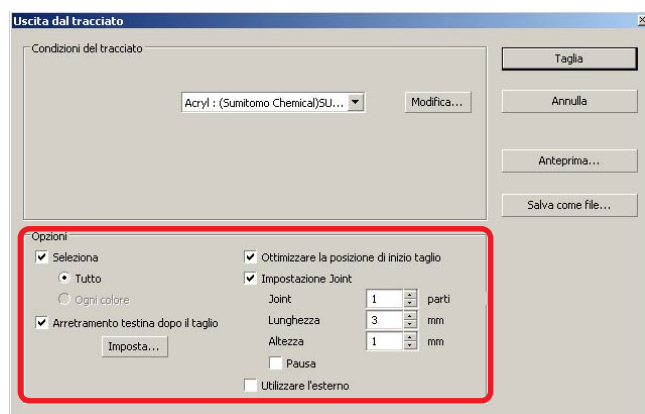 Uscita dal tracciato
Condizioni del tracciato
Acryl : (Sumitomo Chemical)SU...
Modifica...
Taglia
Annulla
Anteprima...
Salva come file...
Opzioni
Seleziona
Tutto
Ogni colore
Arretramento testina dopo il taglio
Imposta...
Ottimizzare la posizione di inizio taglio
Impostazione Joint
Joint 1 parti
Lunghezza 3 mm
Altezza 1 mm
Pausa
Utilizzare l'esterno